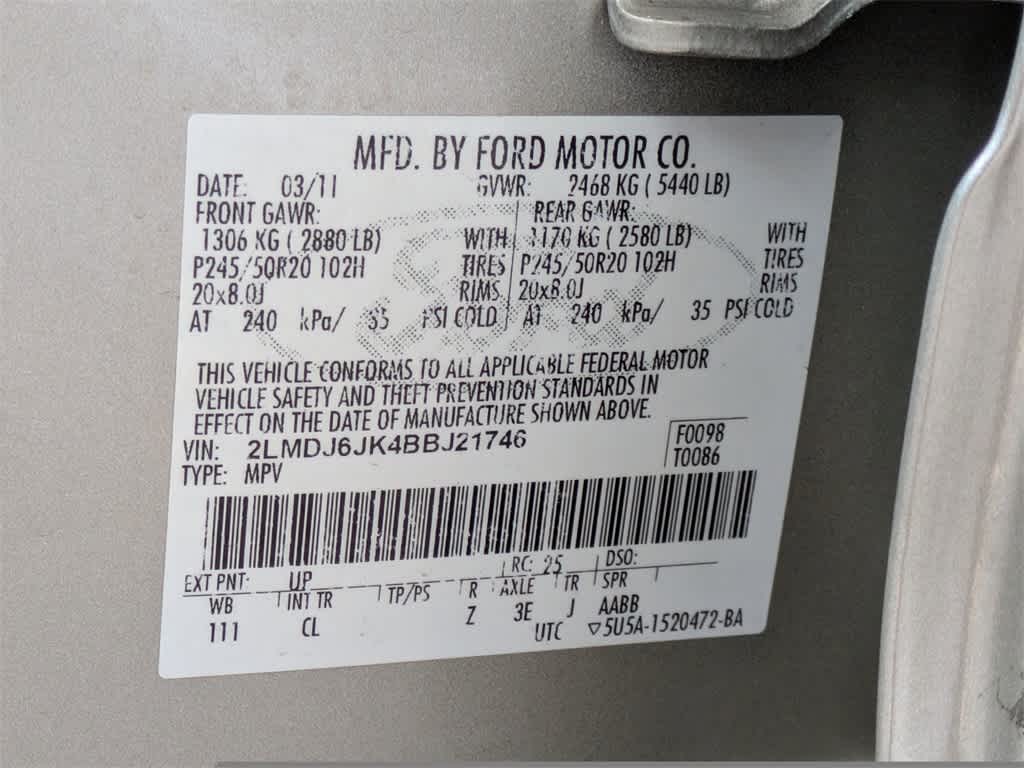 MFD. BY FORD MOTOR CO.
DATE: 03/11 GVWR: 2468 KG ( 5440 LB)
FRONT GAWR: REAR GAWR:
1306 KG ( 2880 LB) WITH 1170 KG ( 2580 LB) WITH
P245/50R20 102H TIRES P245/50R20 102H TIRES
20x8.0J RIMS 20x8.0J RIMS
AT 240 kPa/ 35 PSI COLD AT 240 kPa/ 35 PSI COLD
THIS VEHICLE CONFORMS TO ALL APPLICABLE FEDERAL MOTOR
VEHICLE SAFETY AND THEFT PREVENTION STANDARDS IN
EFFECT ON THE DATE OF MANUFACTURE SHOWN ABOVE.
VIN: 2LMDJ6JK4BBJ21746 F0098
TYPE: MPV T0086
EXT PNT: UP RC: 25 DSO:
WB INT TR TP/PS R AXLE TR SPR
111 CL Z 3E J AABB
UTC ▽5U5A-1520472-BA